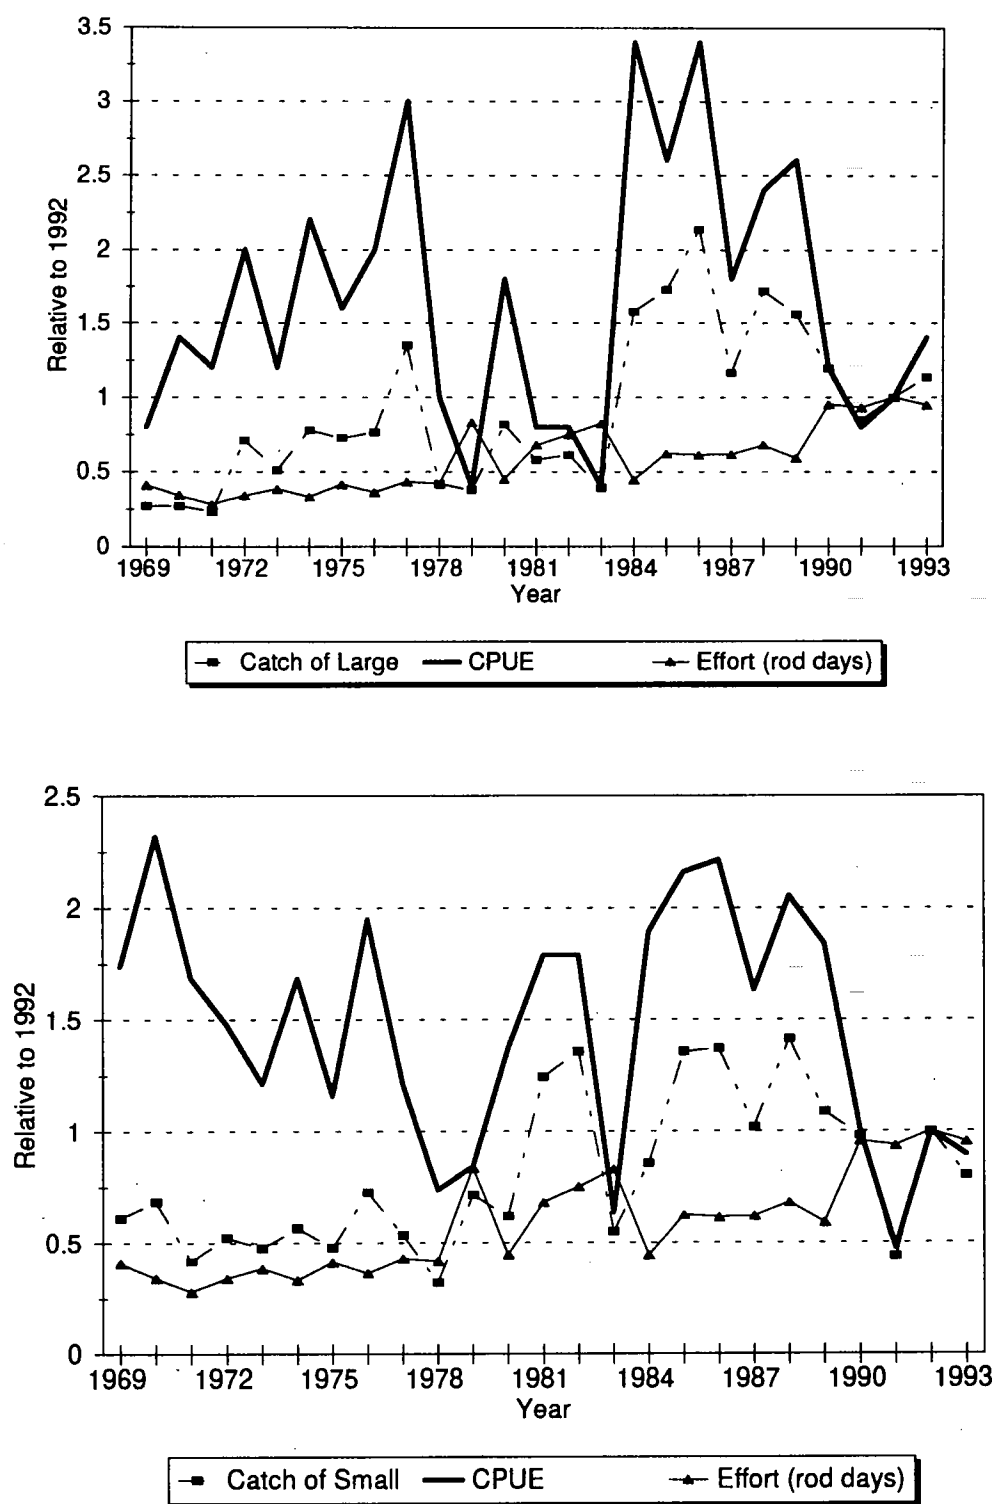 3.5
3
2.5
2
1.5
1
0.5
0
Relative to 1992
1969 1972 1975 1978 1981 1984 1987 1990 1993
Year
Catch of Large CPUE Effort (rod days)
2.5
2
1.5
1
0.5
0
Relative to 1992
1969 1972 1975 1978 1981 1984 1987 1990 1993
Year
Catch of Small CPUE Effort (rod days)